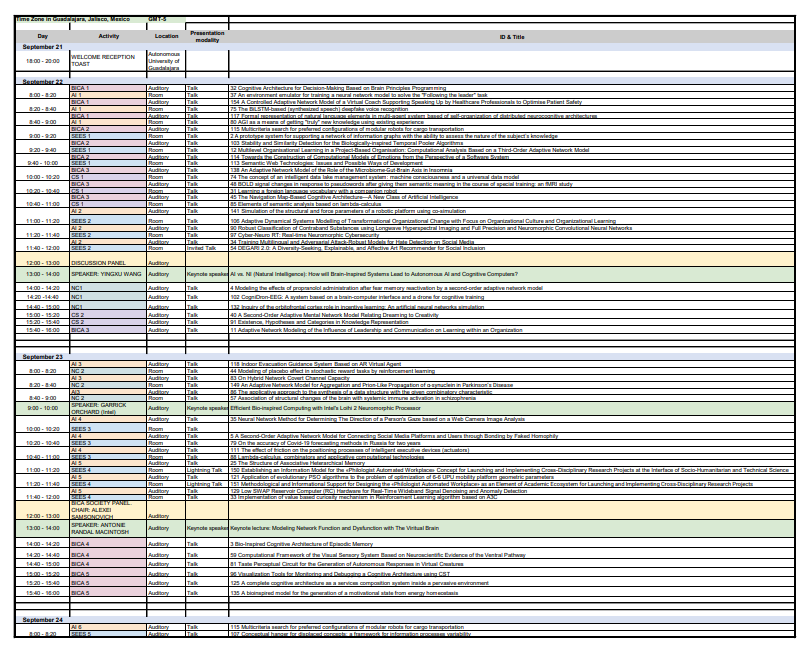 Time Zone in Guadalajara, Jalisco, Mexico GMT-5
Day Activity Location Presentation modality ID & Title
September 21
18:00 - 20:00 WELCOME RECEPTION TOAST Autonomous University of Guadalajara
September 22
BICA 1 Auditory Talk 32 Cognitive Architecture for Decision-Making Based on Brain Principles Programming
8:00 - 8:20 AI 1 Room Talk 37 An environment emulator for training a neural network model to solve the "Following the leader" task
BICA 1 Auditory Talk 154 A Controlled Adaptive Network Model of a Virtual Coach Supporting Speaking Up by Healthcare Professionals to Optimise Patient Safety
8:20 - 8:40 AI 1 Room Talk 75 The BiLSTM-based (synthesized speech) deepfake voice recognition
BICA 1 Auditory Talk 117 Formal representation of natural language elements in multi-agent system based of self-organization of distributed neurocognitive architectures
8:40 - 9:00 AI 1 Room Talk 80 AGI as a means of getting "truly" new knowledge using existing experience
BICA 2 Auditory Talk 115 Multicriteria search for preferred configurations of modular robots for cargo transportation
9:00 - 9:20 SEES 1 Room Talk 2 A prototype system for supporting a network of information graphs with the ability to assess the nature of the subject's knowledge
BICA 2 Auditory Talk 103 Stability and Similarity Detection for the Biologically-inspired Temporal Pooler Algorithms
9:20 - 9:40 SEES 1 Room Talk 12 Multilevel Organisational Learning in a Project-Based Organisation: Computational Analysis Based on a Third-Order Adaptive Network Model
BICA 2 Auditory Talk 114 Towards the Construction of Computational Models of Emotions from the Perspective of a Software System
9:40 - 10:00 SEES 1 Room Talk 113 Semantic Web Technologies: Issues and Possible Ways of Development
BICA 3 Auditory Talk 138 An Adaptive Network Model of the Role of the Microbiome-Gut-Brain Axis in Insomnia
10:00 - 10:20 CS 1 Room Talk 74 The concept of an intelligent data lake management system: machine consciousness and a universal data model
BICA 3 Auditory Talk 48 BOLD signal changes in response to pseudowords after giving them semantic meaning in the course of special training: an fMRI study
10:20 - 10:40 CS 1 Room Talk 31 Learning a foreign language vocabulary with a companion robot
BICA 3 Auditory Talk 45 The Navigation Map-Based Cognitive Architecture—A New Class of Artificial Intelligence
10:40 - 11:00 CS 1 Room Talk 85 Elements of semantic analysis based on lambda-calculus
AI 2 Auditory Talk 141 Simulation of the structural and force parameters of a robotic platform using co-simulation
11:00 - 11:20 SEES 2 Room Talk 106 Adaptive Dynamical Systems Modelling of Transformational Organizational Change with Focus on Organizational Culture and Organizational Learning
AI 2 Auditory Talk 90 Robust Classification of Contraband Substances using Longwave Hyperspectral Imaging and Full Precision and Neuromorphic Convolutional Neural Networks
11:20 - 11:40 SEES 2 Room Talk 97 Cyber-Neuro RT: Real-time Neuromorphic Cybersecurity
AI 2 Auditory Talk 34 Training Multilingual and Adversarial Attack-Robust Models for Hate Detection on Social Media
11:40 - 12:00 SEES 2 Room Invited Talk 54 DEGARI 2.0: A Diversity-Seeking, Explainable, and Affective Art Recommender for Social Inclusion
12:00 - 13:00 DISCUSSION PANEL Auditory
13:00 - 14:00 SPEAKER: YINGXU WANG Auditory Keynote speaker AI vs. NI (Natural Intelligence): How will Brain-Inspired Systems Lead to Autonomous AI and Cognitive Computers?
14:00 - 14:20 NC1 Auditory Talk 4 Modeling the effects of propranolol administration after fear memory reactivation by a second-order adaptive network model
14:20 -14:40 NC1 Auditory Talk 102 CogniDron-EEG: A system based on a brain-computer interface and a drone for cognitive training
14:40 - 15:00 NC1 Auditory Talk 132 Inquiry of the orbitofrontal cortex role in incentive learning: An artificial neural networks simulation
15:00 - 15:20 CS 2 Auditory Talk 40 A Second-Order Adaptive Mental Network Model Relating Dreaming to Creativity
15:20 - 15:40 CS 2 Auditory Talk 91 Existence, Hypotheses and Categories in Knowledge Representation
15:40 - 16:00 BICA 3 Auditory Talk 11 Adaptive Network Modeling of the Influence of Leadership and Communication on Learning within an Organization
September 23
AI 3 Auditory Talk 118 Indoor Evacuation Guidance System Based on AR Virtual Agent
8:00 - 8:20 NC 2 Room Talk 44 Modeling of placebo effect in stochastic reward tasks by reinforcement learning
AI 3 Auditory Talk 83 On Hybrid Network Covert Channel Capacity
8:20 - 8:40 NC 2 Room Talk 149 An Adaptive Network Model for Aggregation and Prion-Like Propagation of α-synuclein in Parkinson's Disease
Auditory Talk 86 The applicative approach to the synthesis of a data structure with the given combinatory characteristic
8:40 - 9:00 NC 2 Room Talk 57 Association of structural changes of the brain with systemic immune activation in schizophrenia
9:00 - 10:00 SPEAKER: GARRICK ORCHARD (Intel) Auditory Keynote speaker Efficient Bio-inspired Computing with Intel's Loihi 2 Neuromorphic Processor
AI 4 Auditory Talk 35 Neural Network Method for Determining The Direction of a Person's Gaze based on a Web Camera Image Analysis
10:00 - 10:20 SEES 3 Room Talk
AI 4 Auditory Talk 5 A Second-Order Adaptive Network Model for Connecting Social Media Platforms and Users through Bonding by Faked Homophily
10:20 - 10:40 SEES 3 Room Talk 79 On the accuracy of Covid-19 forecasting methods in Russia for two years
AI 4 Auditory Talk 111 The effect of friction on the positioning processes of intelligent executive devices (actuators)
10:40 - 11:00 SEES 3 Room Talk 88 Lambda-calculus, combinators and applicative computational technologies
AI 5 Auditory Talk 25 The Structure of Associative Heterarchical Memory
11:00 - 11:20 SEES 4 Room Lightning Talk 150 Establishing an Information Model for the «Philologist Automated Workplace» Concept for Launching and Implementing Cross-Disciplinary Research Projects at the Interface of Socio-Humanitarian and Technical Science
AI 5 Auditory Talk 121 Application of evolutionary PSO algorithms to the problem of optimization of 6-6 UPU mobility platform geometric parameters
11:20 - 11:40 SEES 4 Room Lightning Talk 151 Methodological and Informational Support for Designing the «Philologist Automated Workplace» as an Element of Academic Ecosystem for Launching and Implementing Cross-Disciplinary Research Projects
AI 5 Auditory Talk 129 Low SWAP Reservoir Computer (RC) Hardware for Real-Time Wideband Signal Denoising and Anomaly Detection
11:40 - 12:00 SEES 4 Room Talk 33 Implementation of value based curiosity mechanism in Reinforcement Learning algorithm based on A3C
12:00 - 13:00 BICA SOCIETY PANEL. CHAIR: ALEXEI SAMSONOVICH Auditory
13:00 - 14:00 SPEAKER: ANTONIE RANDAL MACINTOSH Auditory Keynote speaker Keynote lecture: Modeling Network Function and Dysfunction with The Virtual Brain
14:00 - 14:20 BICA 4 Auditory Talk 3 Bio-Inspired Cognitive Architecture of Episodic Memory
14:20 - 14:40 BICA 4 Auditory Talk 59 Computational Framework of the Visual Sensory System Based on Neuroscientific Evidence of the Ventral Pathway
14:40 - 15:00 BICA 4 Auditory Talk 81 Taste Perceptual Circuit for the Generation of Autonomous Responses in Virtual Creatures
15:00 - 15:20 BICA 5 Auditory Talk 96 Visualization Tools for Monitoring and Debugging a Cognitive Architecture using CST
15:20 - 15:40 BICA 5 Auditory Talk 125 A complete cognitive architecture as a services composition system inside a pervasive environment
15:40 - 16:00 BICA 5 Auditory Talk 135 A bioinspired model for the generation of a motivational state from energy homeostasis
September 24
AI 6 Auditory Talk 115 Multicriteria search for preferred configurations of modular robots for cargo transportation
8:00 - 8:20 SEES 5 Room Talk 107 Conceptual hanger for displaced concepts: a framework for information processes variability